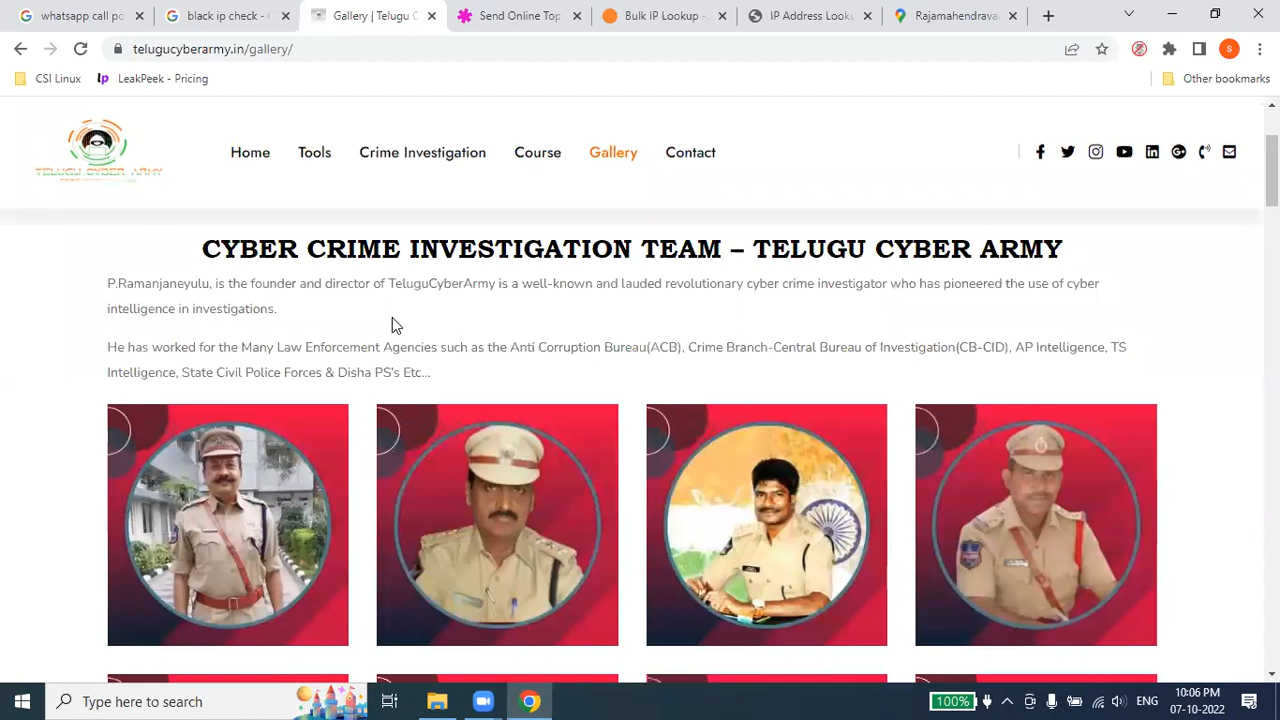 whatsapp call po
black ip check - G
Gallery | Telugu C
Send Online Top
Bulk IP Lookup -
IP Address Looku
Rajamahendrava
telugucyberarmy.in/gallery/
S
CSI Linux
LeakPeek - Pricing
Other bookmarks
TELUGU CYBER ARMY
Home
Tools
Crime Investigation
Course
Gallery
Contact
CYBER CRIME INVESTIGATION TEAM – TELUGU CYBER ARMY
P.Ramanjaneyulu, is the founder and director of TeluguCyberArmy is a well-known and lauded revolutionary cyber crime investigator who has pioneered the use of cyber
intelligence in investigations.
He has worked for the Many Law Enforcement Agencies such as the Anti Corruption Bureau(ACB), Crime Branch-Central Bureau of Investigation(CB-CID), AP Intelligence, TS
Intelligence, State Civil Police Forces & Disha PS's Etc...
Type here to search
100%
ENG
10:06 PM
07-10-2022